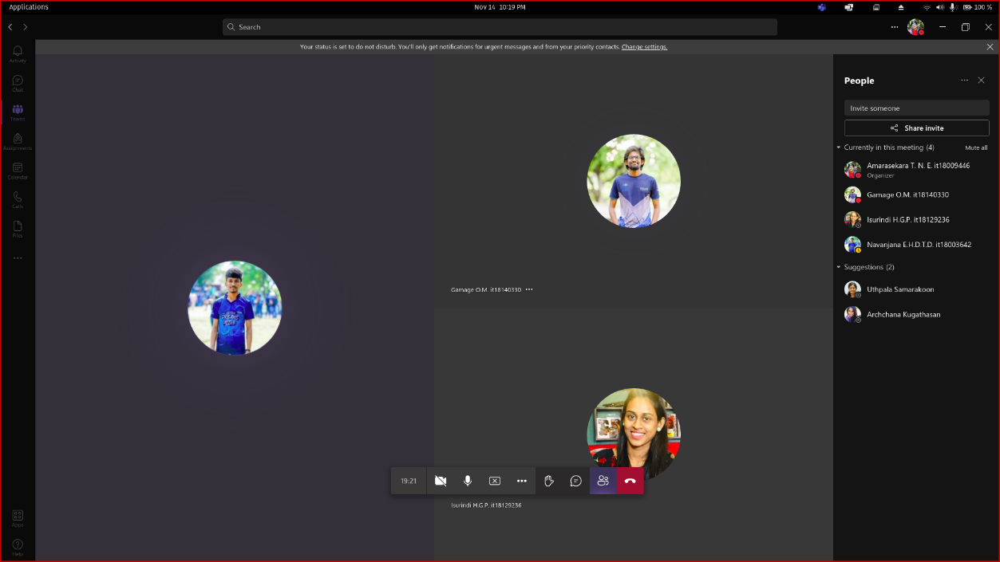 Applications
Nov 14 10:19 PM
100 %
Search
Your status is set to do not disturb. You'll only get notifications for urgent messages and from your priority contacts. Change settings.
Activity
Chat
Teams
Assignments
Calendar
Calls
Files
Apps
Help
Gamage O.M. it18140330
19:21
Isurindi H.G.P. it18129236
People
Invite someone
Share invite
Currently in this meeting (4)
Mute all
Amarasekara T. N. E. it18009446
Organizer
Gamage O.M. it18140330
Isurindi H.G.P. it18129236
Navanjana E.H.D.T.D. it18003642
Suggestions (2)
Uthpala Samarakoon
Archchana Kugathasan